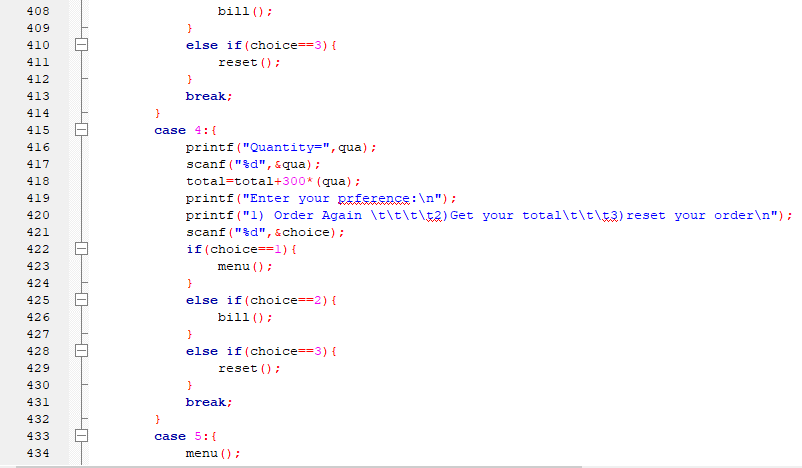 408 bill();
409 }
410 else if(choice==3){
411 reset();
412 }
413 break;
414 }
415 case 4:{
416 printf("Quantity=",qua);
417 scanf("%d",&qua);
418 total=total+300*(qua);
419 printf("Enter your prference:\n");
420 printf("1) Order Again \t\t\t\t2)Get your total\t\t\t3)reset your order\n");
421 scanf("%d",&choice);
422 if(choice==1){
423 menu();
424 }
425 else if(choice==2){
426 bill();
427 }
428 else if(choice==3){
429 reset();
430 }
431 break;
432 }
433 case 5:{
434 menu();